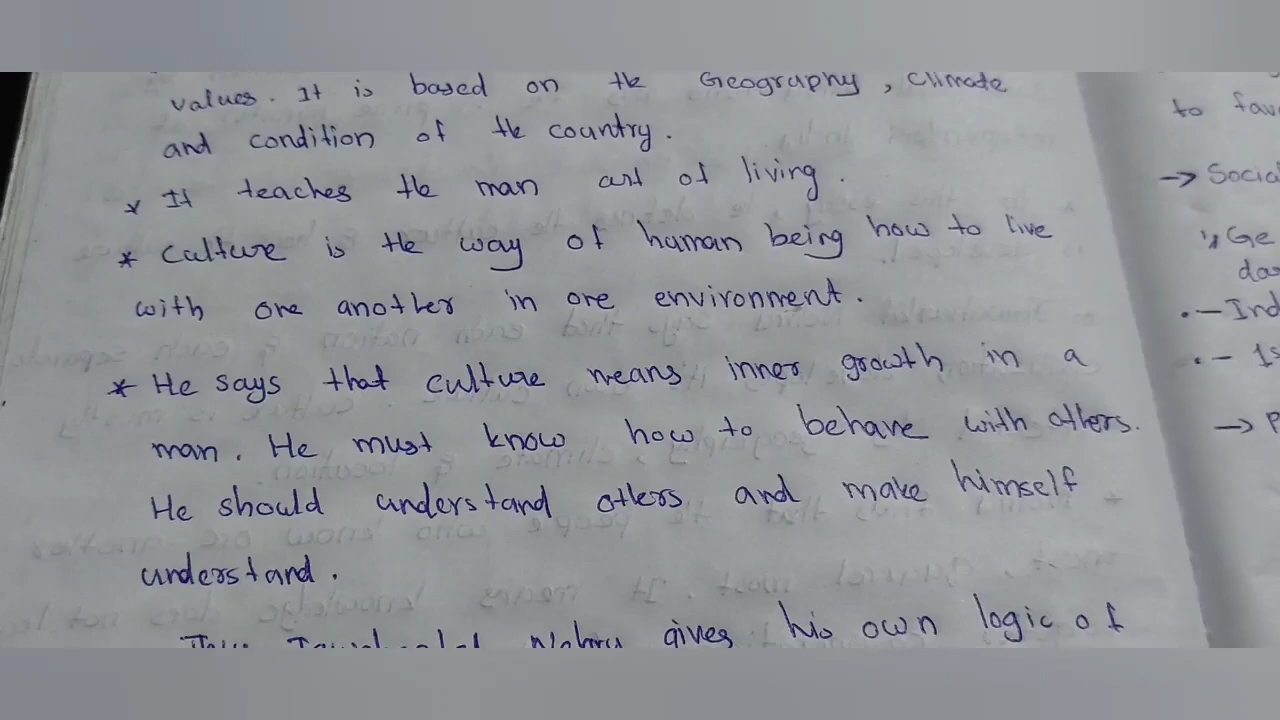 values. It is based on the Geography, Climate
and condition of the country.
* It teaches the man art of living.
* Culture is the way of human being how to live
with one another in one environment.
* He says that culture means inner growth in a
man. He must know how to behave with others.
He should understand others and make himself
understand.
gives his own logic of
to
→ Social
Ge
→ P